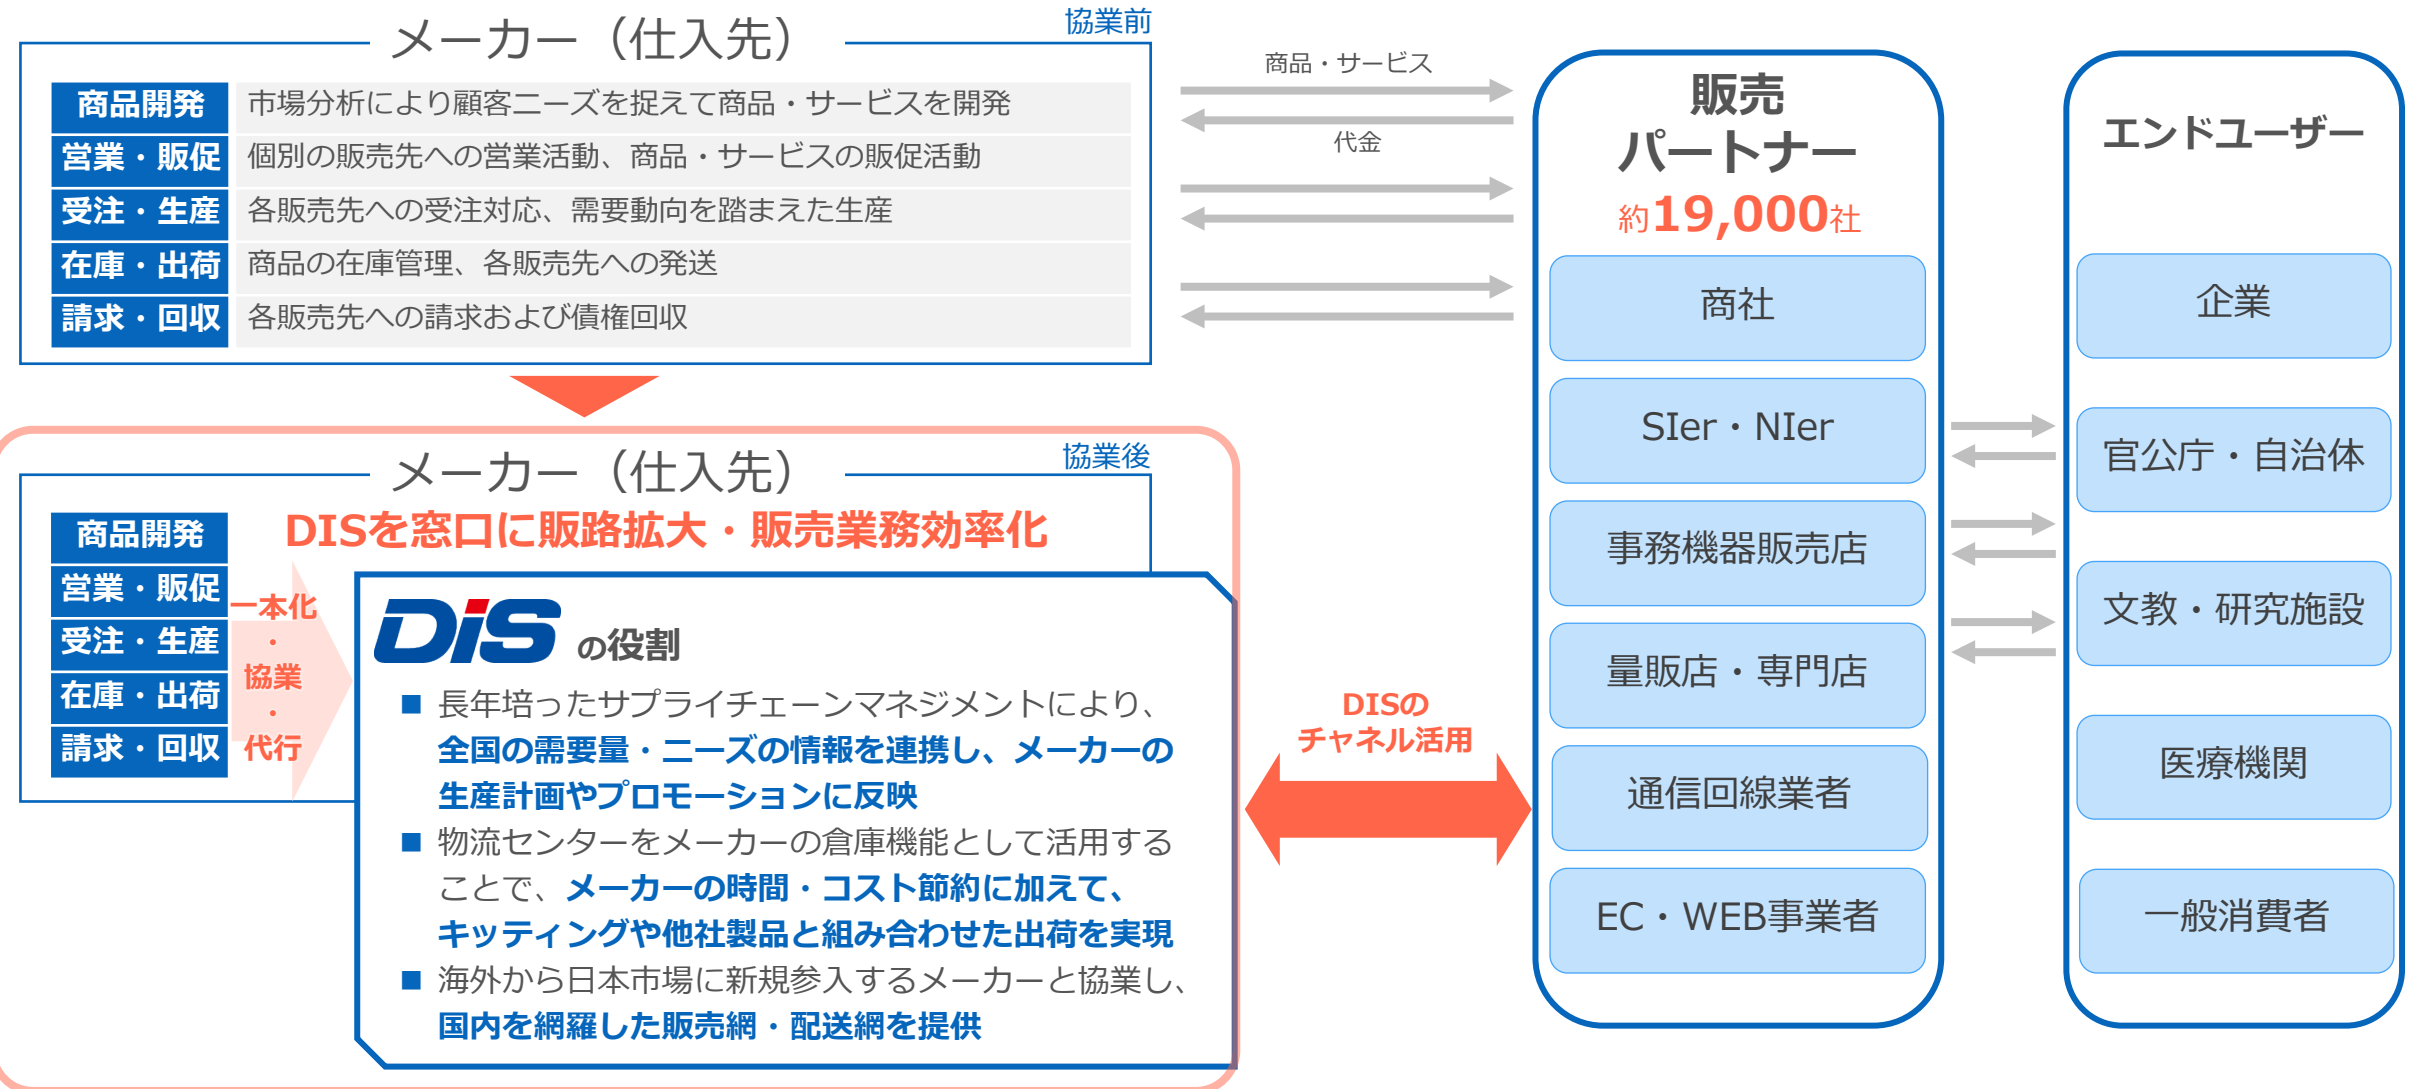 メーカー（仕入先）
協業前
商品開発
市場分析により顧客ニーズを捉えて商品・サービスを開発
営業・販促
個別の販売先への営業活動、商品・サービスの販促活動
受注・生産
各販売先への受注対応、需要動向を踏まえた生産
在庫・出荷
商品の在庫管理、各販売先への発送
請求・回収
各販売先への請求および債権回収
商品・サービス
代金
メーカー（仕入先）
協業後
DISを窓口に販路拡大・販売業務効率化
商品開発
営業・販促
受注・生産
在庫・出荷
請求・回収
一本化
・
協業
・
代行
DiS の役割
■ 長年培ったサプライチェーンマネジメントにより、
全国の需要量・ニーズの情報を連携し、メーカーの
生産計画やプロモーションに反映
■ 物流センターをメーカーの倉庫機能として活用する
ことで、メーカーの時間・コスト節約に加えて、
キッティングや他社製品と組み合わせた出荷を実現
■ 海外から日本市場に新規参入するメーカーと協業し、
国内を網羅した販売網・配送網を提供
DISの
チャネル活用
販売
パートナー
約19,000社
商社
SIer・NIer
事務機器販売店
量販店・専門店
通信回線業者
EC・WEB事業者
エンドユーザー
企業
官公庁・自治体
文教・研究施設
医療機関
一般消費者